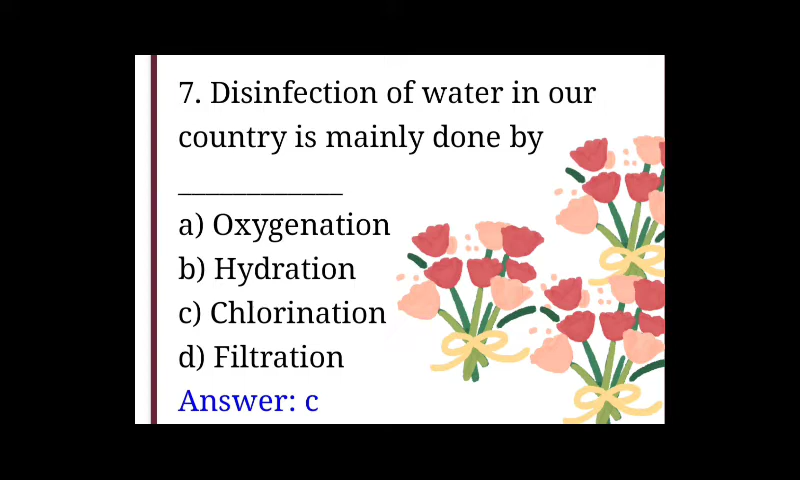 7. Disinfection of water in our
country is mainly done by
____________
a) Oxygenation
b) Hydration
c) Chlorination
d) Filtration
Answer: c